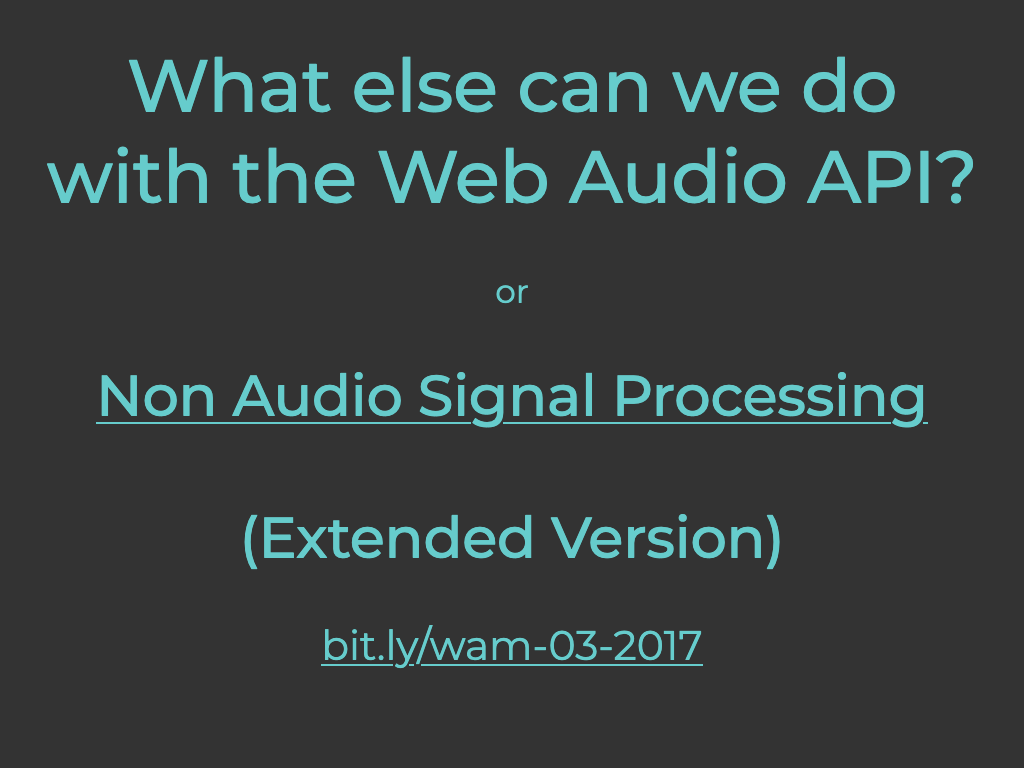 What else can we do
with the Web Audio API?
or
Non Audio Signal Processing
(Extended Version)
bit.ly/wam-03-2017